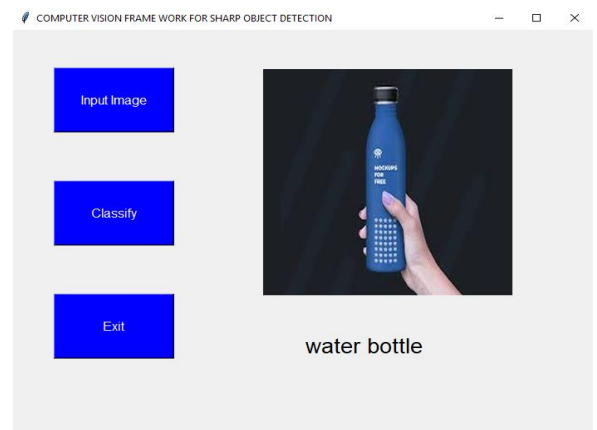 COMPUTER VISION FRAME WORK FOR SHARP OBJECT DETECTION
Input Image
Classify
Exit
MOCKUPS
FOR
FREE
water bottle